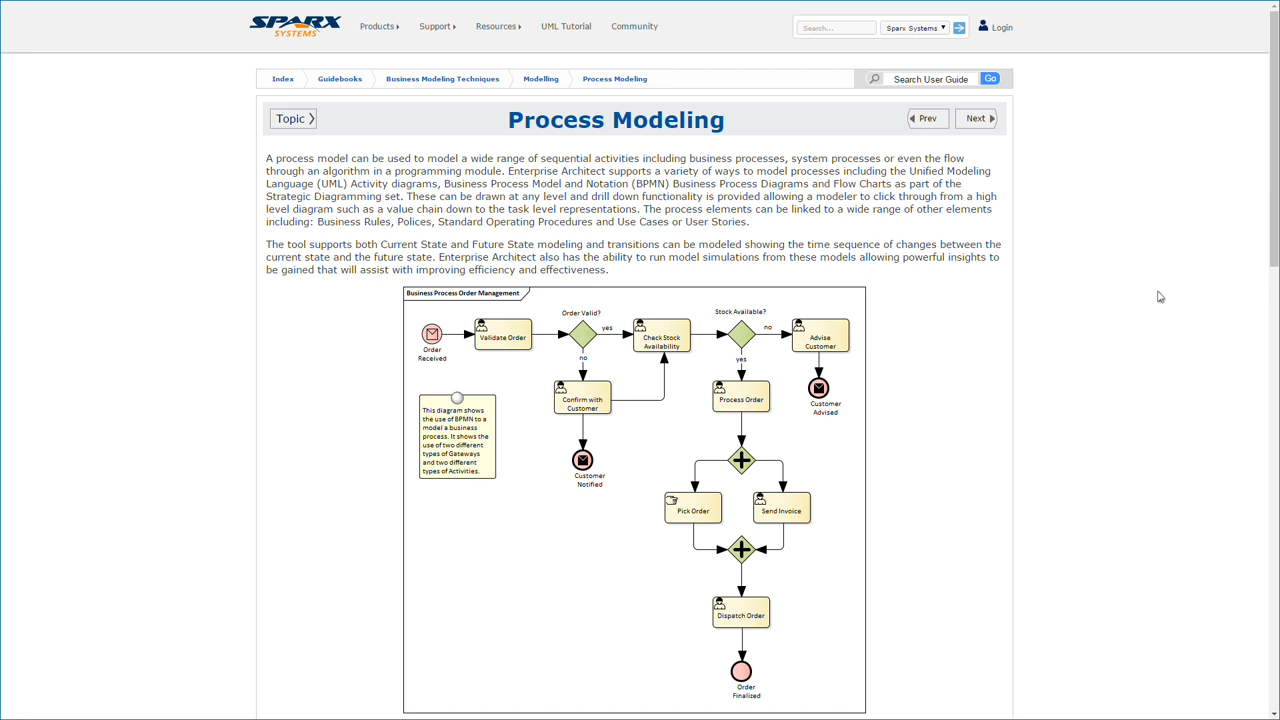 SPARX
SYSTEMS
Products
Support
Resources
UML Tutorial
Community
Search...
Sparx Systems
Login
Index
Guidebooks
Business Modeling Techniques
Modelling
Process Modeling
Search User Guide
Go
Topic
Process Modeling
Prev
Next
A process model can be used to model a wide range of sequential activities including business processes, system processes or even the flow
through an algorithm in a programming module. Enterprise Architect supports a variety of ways to model processes including the Unified Modeling
Language (UML) Activity diagrams, Business Process Model and Notation (BPMN) Business Process Diagrams and Flow Charts as part of the
Strategic Diagramming set. These can be drawn at any level and drill down functionality is provided allowing a modeler to click through from a high
level diagram such as a value chain down to the task level representations. The process elements can be linked to a wide range of other elements
including: Business Rules, Polices, Standard Operating Procedures and Use Cases or User Stories.
The tool supports both Current State and Future State modeling and transitions can be modeled showing the time sequence of changes between the
current state and the future state. Enterprise Architect also has the ability to run model simulations from these models allowing powerful insights to
be gained that will assist with improving efficiency and effectiveness.
Business Process Order Management
Order
Received
Validate Order
Order Valid?
yes
no
Check Stock
Availability
Stock Available?
no
yes
Advise
Customer
Customer
Advised
Confirm with
Customer
Process Order
This diagram shows
the use of BPMN to a
model a business
process. It shows the
use of two different
types of Gateways
and two different
types of Activities.
Customer
Notified
Pick Order
Send Invoice
Dispatch Order
Order
Finalized